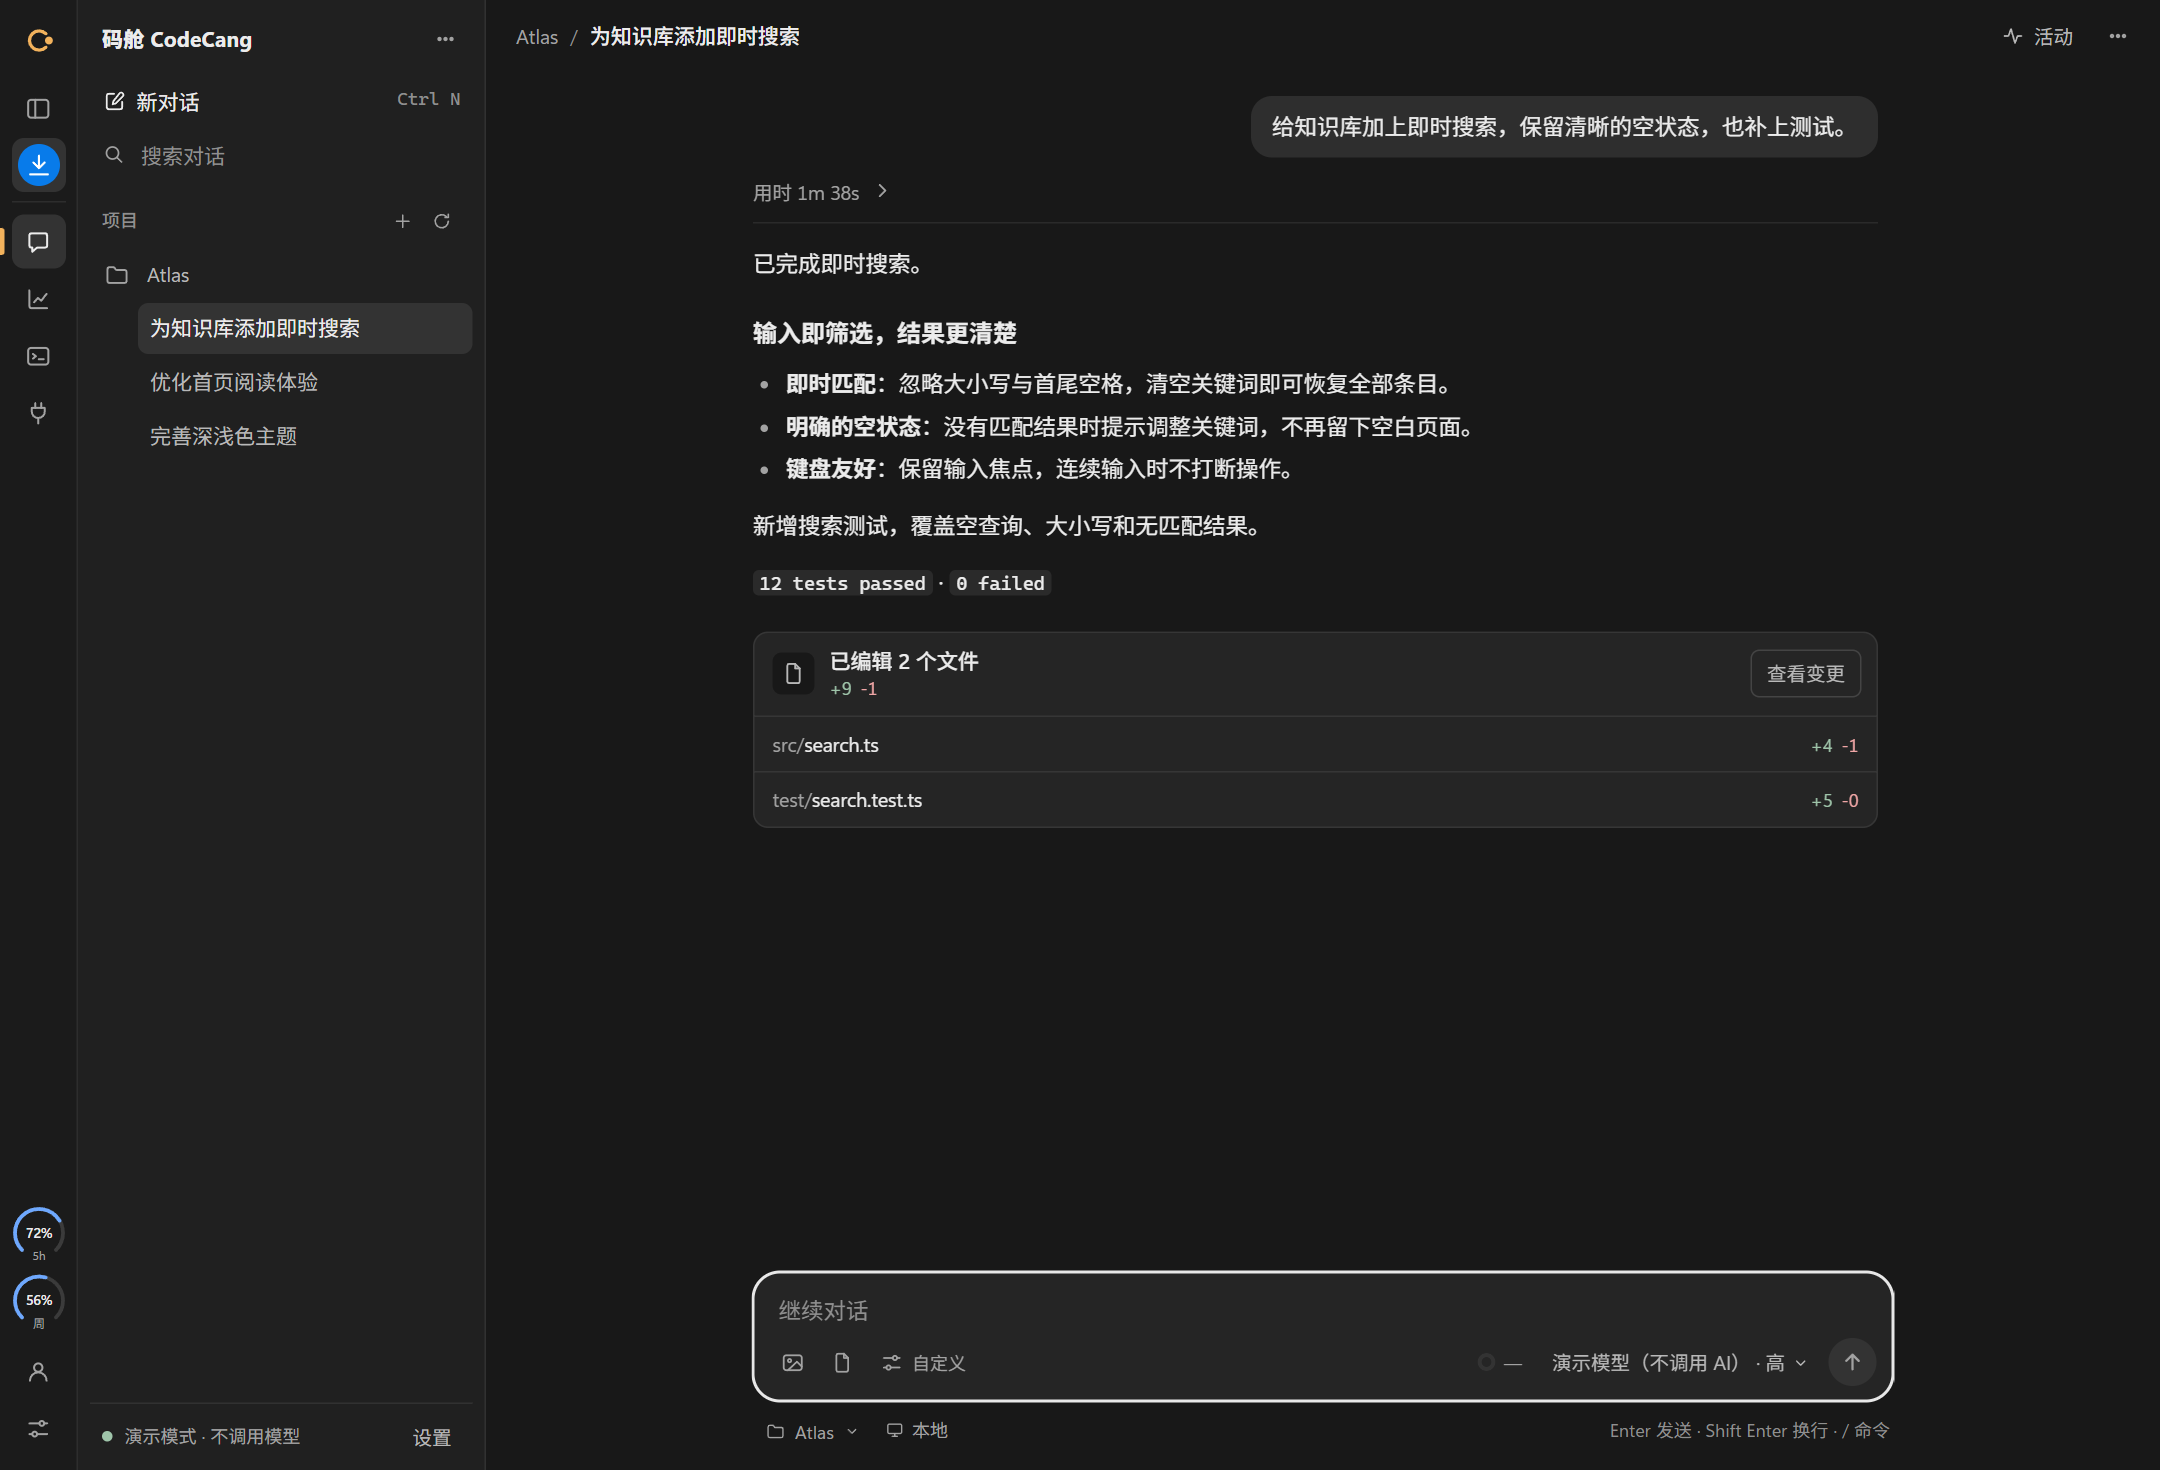 码舱 CodeCang
新对话
Ctrl N
搜索对话
项目
Atlas
为知识库添加即时搜索
优化首页阅读体验
完善深浅色主题
72%
5h
56%
周
演示模式 · 不调用模型
设置
Atlas / 为知识库添加即时搜索
活动
给知识库加上即时搜索，保留清晰的空状态，也补上测试。
用时 1m 38s
已完成即时搜索。
输入即筛选，结果更清楚
• 即时匹配：忽略大小写与首尾空格，清空关键词即可恢复全部条目。
• 明确的空状态：没有匹配结果时提示调整关键词，不再留下空白页面。
• 键盘友好：保留输入焦点，连续输入时不打断操作。
新增搜索测试，覆盖空查询、大小写和无匹配结果。
12 tests passed · 0 failed
已编辑 2 个文件
+9 -1
查看变更
src/search.ts
+4 -1
test/search.test.ts
+5 -0
继续对话
自定义
—
演示模型（不调用 AI） · 高
Atlas
本地
Enter 发送 · Shift Enter 换行 · / 命令